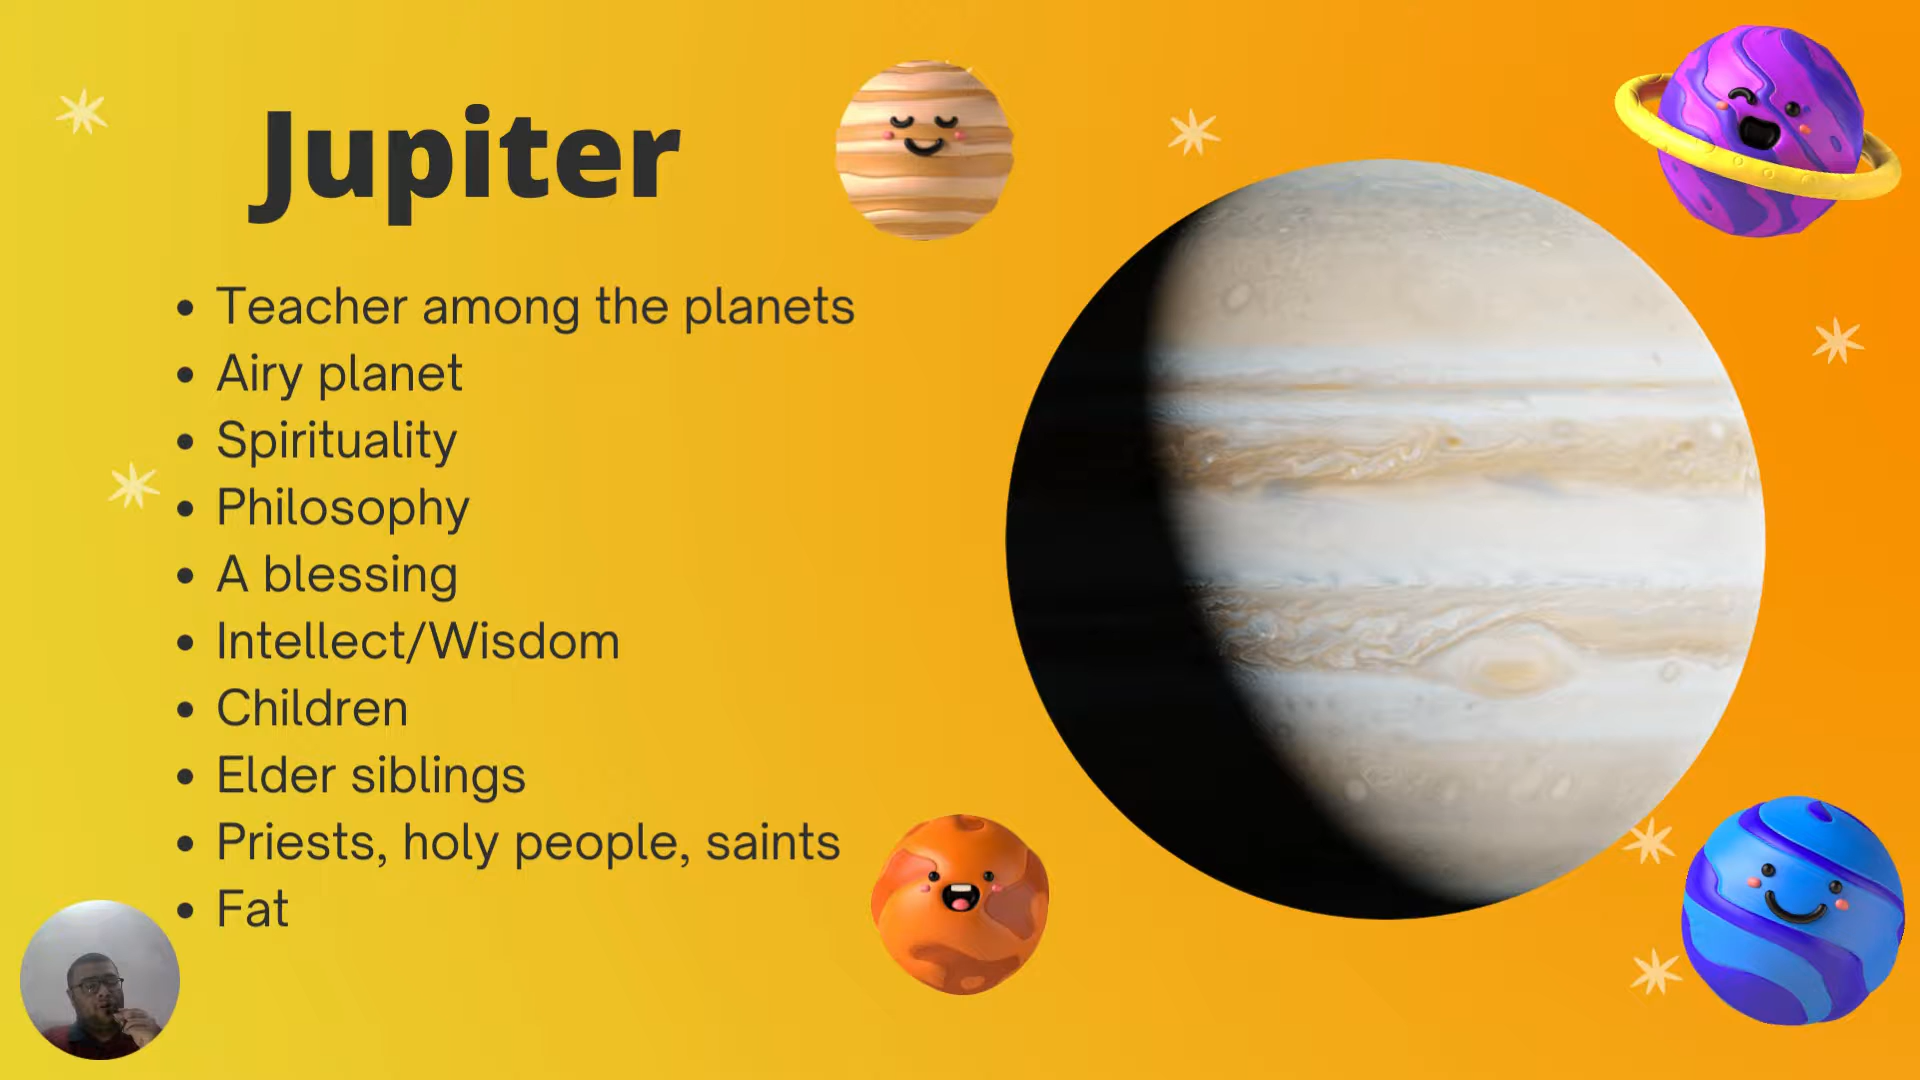 Jupiter
• Teacher among the planets
• Airy planet
• Spirituality
• Philosophy
• A blessing
• Intellect/Wisdom
• Children
• Elder siblings
• Priests, holy people, saints
• Fat